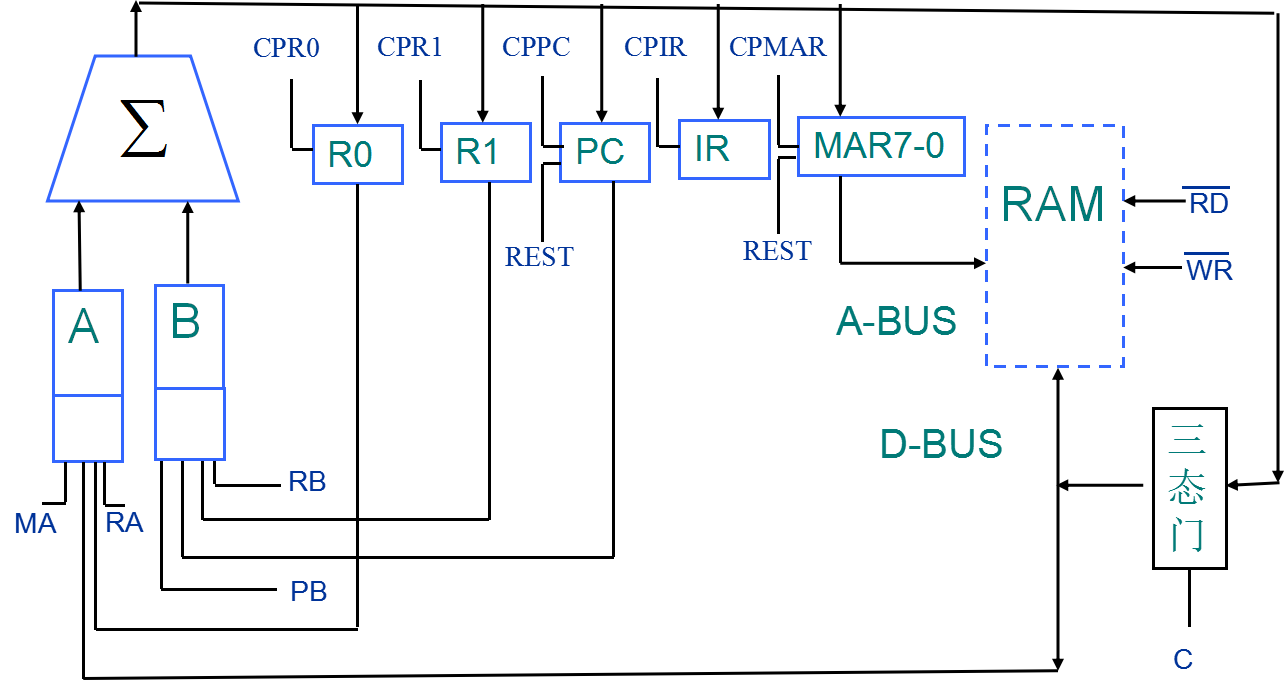 CPR0
CPR1
CPPC
CPIR
CPMAR
∑
R0
R1
PC
IR
MAR7-0
RAM
RD
REST
REST
WR
A
B
A-BUS
D-BUS
三
态
门
RB
MA
RA
PB
C